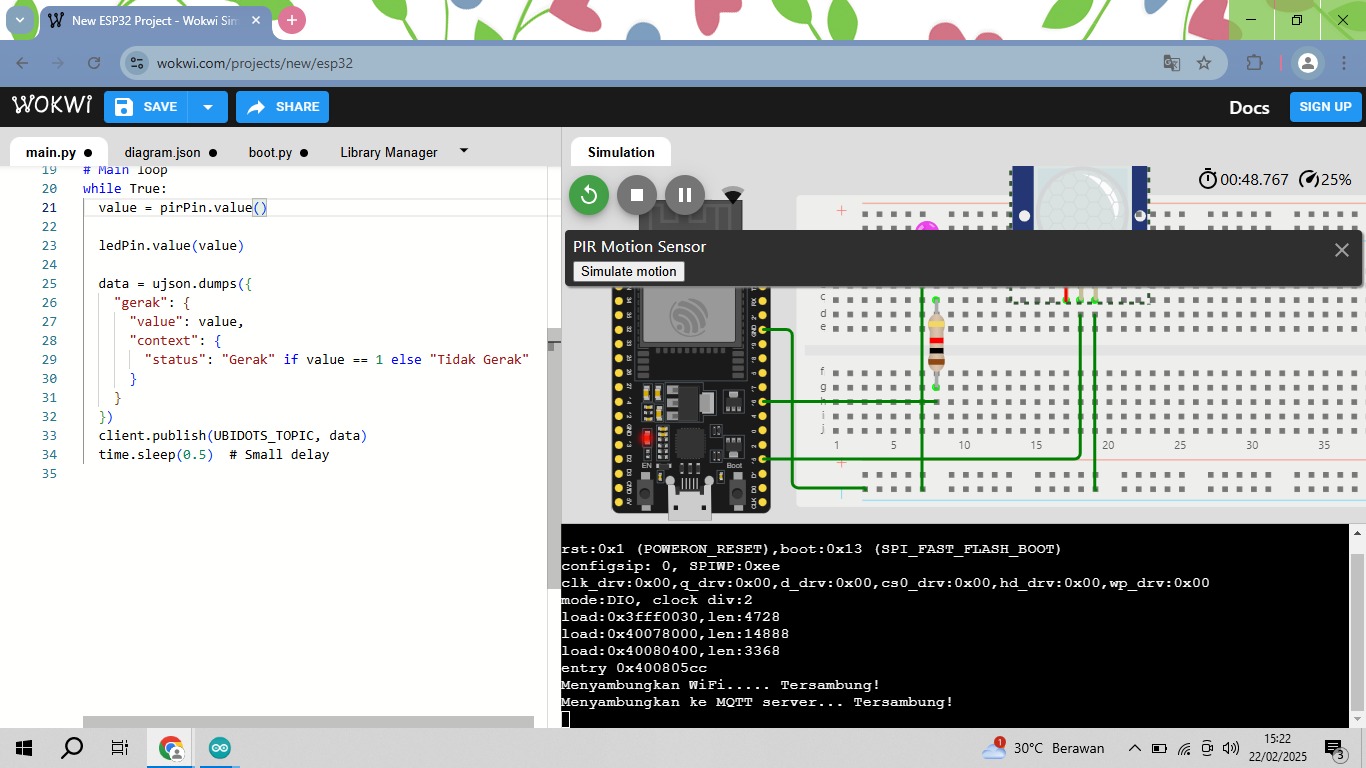 New ESP32 Project - Wokwi Sim
wokwi.com/projects/new/esp32
WOKWI
SAVE
SHARE
Docs
SIGN UP
main.py
diagram.json
boot.py
Library Manager
Simulation
19 # Main loop
20 while True:
21 value = pirPin.value()
22
23 ledPin.value(value)
24
25 data = ujson.dumps({
26 "gerak": {
27 "value": value,
28 "context": {
29 "status": "Gerak" if value == 1 else "Tidak Gerak"
30 }
31 }
32 })
33 client.publish(UBIDOTS_TOPIC, data)
34 time.sleep(0.5)  # Small delay
35
00:48.767
25%
PIR Motion Sensor
Simulate motion
c
d
e
f
g
h
i
j
1 5 10 15 20 25 30 35
EN
Boot
rst:0x1 (POWERON_RESET),boot:0x13 (SPI_FAST_FLASH_BOOT)
configsip: 0, SPIWP:0xee
clk_drv:0x00,q_drv:0x00,d_drv:0x00,cs0_drv:0x00,hd_drv:0x00,wp_drv:0x00
mode:DIO, clock div:2
load:0x3fff0030,len:4728
load:0x40078000,len:14888
load:0x40080400,len:3368
entry 0x400805cc
Menyambungkan WiFi..... Tersambung!
Menyambungkan ke MQTT server... Tersambung!
1
30°C Berawan
15:22
22/02/2025
3